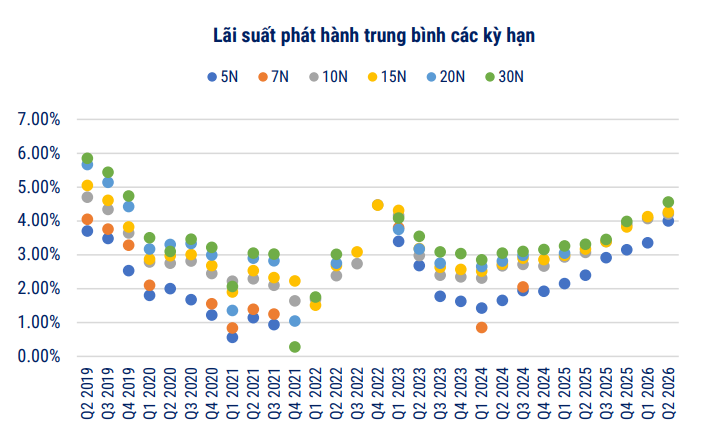 Lãi suất phát hành trung bình các kỳ hạn
5N 7N 10N 15N 20N 30N
7.00%
6.00%
5.00%
4.00%
3.00%
2.00%
1.00%
0.00%
Q2 2019
Q3 2019
Q4 2019
Q1 2020
Q2 2020
Q3 2020
Q4 2020
Q1 2021
Q2 2021
Q3 2021
Q4 2021
Q1 2022
Q2 2022
Q3 2022
Q4 2022
Q1 2023
Q2 2023
Q3 2023
Q4 2023
Q1 2024
Q2 2024
Q3 2024
Q4 2024
Q1 2025
Q2 2025
Q3 2025
Q4 2025
Q1 2026
Q2 2026